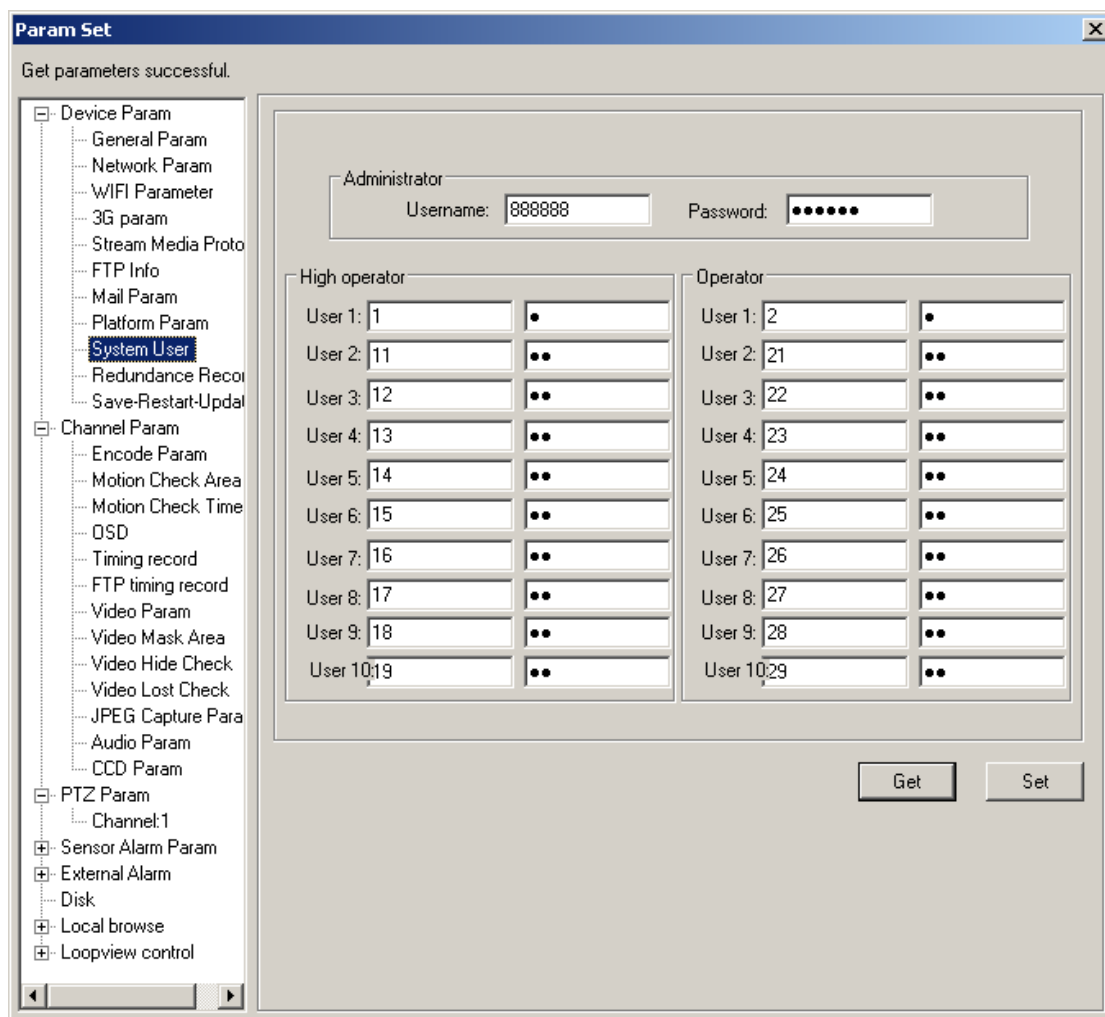 Param Set
Get parameters successful.
Device Param
General Param
Network Param
WIFI Parameter
3G param
Stream Media Proto
FTP Info
Mail Param
Platform Param
System User
Redundance Recor
Save-Restart-Updat
Channel Param
Encode Param
Motion Check Area
Motion Check Time
OSD
Timing record
FTP timing record
Video Param
Video Mask Area
Video Hide Check
Video Lost Check
JPEG Capture Para
Audio Param
CCD Param
PTZ Param
Channel:1
Sensor Alarm Param
External Alarm
Disk
Local browse
Loopview control
Administrator
Username: 888888 Password: ●●●●●●
High operator
User 1: 1 ●
User 2: 11 ●●
User 3: 12 ●●
User 4: 13 ●●
User 5: 14 ●●
User 6: 15 ●●
User 7: 16 ●●
User 8: 17 ●●
User 9: 18 ●●
User 10: 19 ●●
Operator
User 1: 2 ●
User 2: 21 ●●
User 3: 22 ●●
User 4: 23 ●●
User 5: 24 ●●
User 6: 25 ●●
User 7: 26 ●●
User 8: 27 ●●
User 9: 28 ●●
User 10: 29 ●●
Get Set